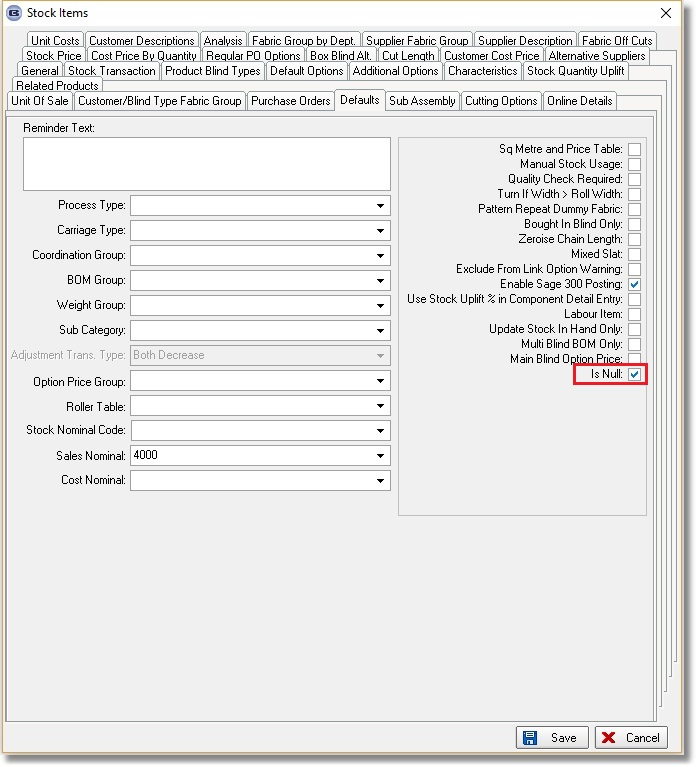 Stock Items
Unit Costs Customer Descriptions Analysis Fabric Group by Dept. Supplier Fabric Group Supplier Description Fabric Off Cuts
Stock Price Cost Price By Quantity Regular PO Options Box Blind Alt. Cut Length Customer Cost Price Alternative Suppliers
General Stock Transaction Product Blind Types Default Options Additional Options Characteristics Stock Quantity Uplift
Related Products
Unit Of Sale Customer/Blind Type Fabric Group Purchase Orders Defaults Sub Assembly Cutting Options Online Details
Reminder Text:
Process Type:
Carriage Type:
Coordination Group:
BOM Group:
Weight Group:
Sub Category:
Adjustment Trans. Type: Both Decrease
Option Price Group:
Roller Table:
Stock Nominal Code:
Sales Nominal: 4000
Cost Nominal:
Sq Metre and Price Table:
Manual Stock Usage:
Quality Check Required:
Turn If Width > Roll Width:
Pattern Repeat Dummy Fabric:
Bought In Blind Only:
Zeroise Chain Length:
Mixed Slat:
Exclude From Link Option Warning:
Enable Sage 300 Posting:
Use Stock Uplift % in Component Detail Entry:
Labour Item:
Update Stock In Hand Only:
Multi Blind BOM Only:
Main Blind Option Price:
Is Null:
Save Cancel